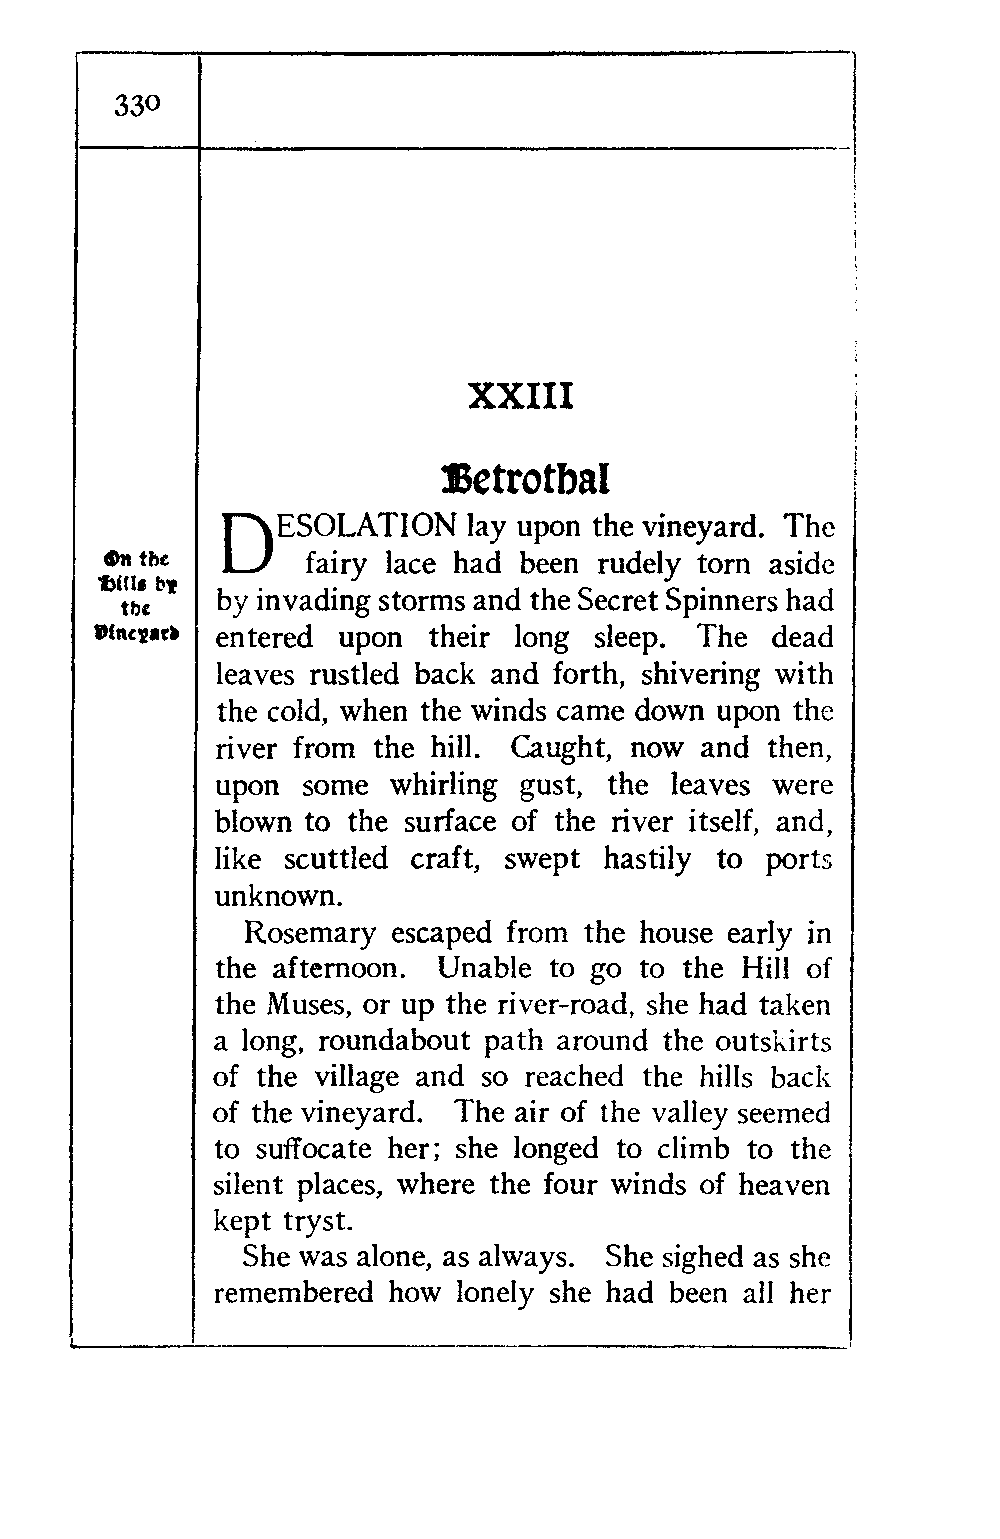 330
XXIII
Betrothal
DESOLATION lay upon the vineyard. The
fairy lace had been rudely torn aside
by invading storms and the Secret Spinners had
entered upon their long sleep. The dead
leaves rustled back and forth, shivering with
the cold, when the winds came down upon the
river from the hill. Caught, now and then,
upon some whirling gust, the leaves were
blown to the surface of the river itself, and,
like scuttled craft, swept hastily to ports
unknown.
On the
Hills by
the
Vineyard
Rosemary escaped from the house early in
the afternoon. Unable to go to the Hill of
the Muses, or up the river-road, she had taken
a long, roundabout path around the outskirts
of the village and so reached the hills back
of the vineyard. The air of the valley seemed
to suffocate her; she longed to climb to the
silent places, where the four winds of heaven
kept tryst.
She was alone, as always. She sighed as she
remembered how lonely she had been all her